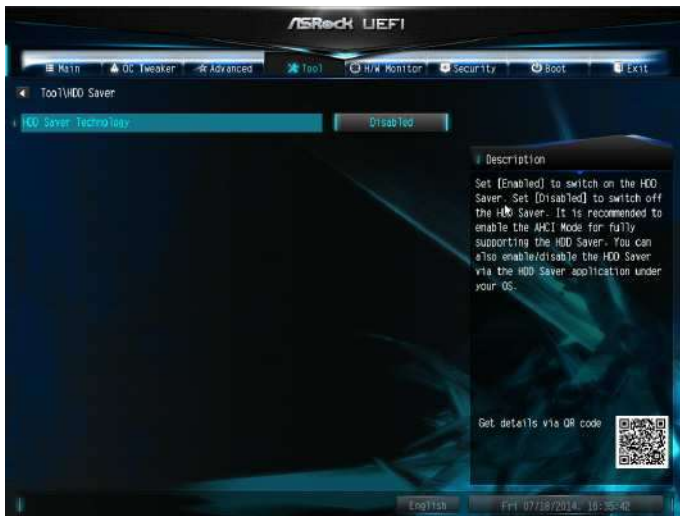 ASRock UEFI
Main OC Tweaker Advanced Tool H/W Monitor Security Boot Exit
Tool\HDD Saver
HDD Saver Technology Disabled
Description
Set [Enabled] to switch on the HDD
Saver. Set [Disabled] to switch off
the HDD Saver. It is recommended to
enable the AHCI Mode for fully
supporting the HDD Saver. You can
also enable/disable the HDD Saver
via the HDD Saver application under
your OS.
Get details via QR code
English Fri 07/18/2014, 16:35:42